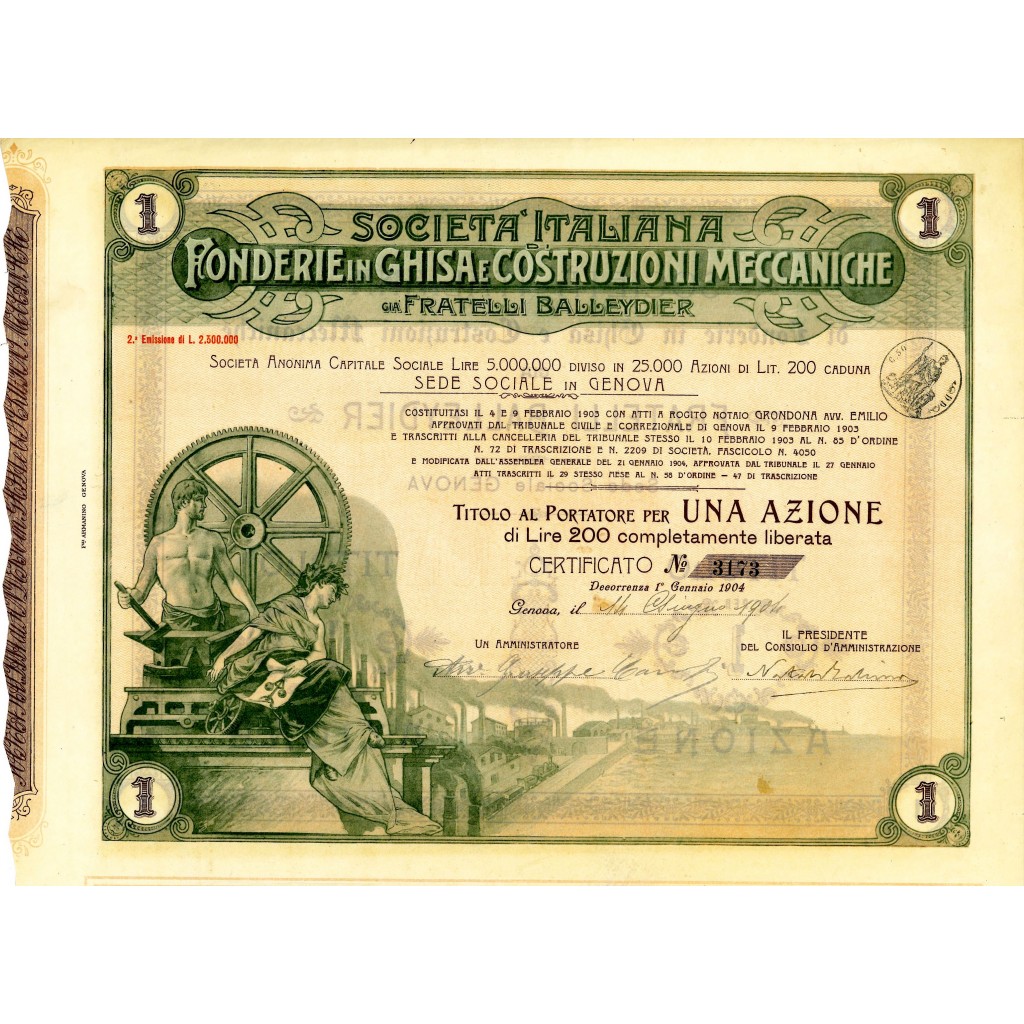 1
1
SOCIETA' ITALIANA
DI
FONDERIE IN GHISA E COSTRUZIONI MECCANICHE
GIÀ FRATELLI BALLEYDIER
2.ª Emissione di L. 2.500.000
SOCIETÀ ANONIMA CAPITALE SOCIALE LIRE 5.000.000 DIVISO IN 25.000 AZIONI DI LIT. 200 CADUNA
SEDE SOCIALE IN GENOVA
COSTITUITASI IL 4 E 9 FEBBRAIO 1903 CON ATTI A ROGITO NOTAIO GRONDONA AVV. EMILIO
APPROVATI DAL TRIBUNALE CIVILE E CORREZIONALE DI GENOVA IL 9 FEBBRAIO 1903
E TRASCRITTI ALLA CANCELLERIA DEL TRIBUNALE STESSO IL 10 FEBBRAIO 1903 AL N. 85 D'ORDINE
N. 72 DI TRASCRIZIONE E N. 2209 DI SOCIETÀ, FASCICOLO N. 4050
E MODIFICATA DALL'ASSEMBLEA GENERALE DEL 21 GENNAIO 1904, APPROVATA DAL TRIBUNALE IL 27 GENNAIO
ATTI TRASCRITTI IL 29 STESSO MESE AL N. 56 D'ORDINE - 47 DI TRASCRIZIONE
TITOLO AL PORTATORE PER UNA AZIONE
di Lire 200 completamente liberata
CERTIFICATO № 3173
Decorrenza 1º Gennaio 1904
Genova, il 14 Giugno 1904
UN AMMINISTRATORE
IL PRESIDENTE
DEL CONSIGLIO D'AMMINISTRAZIONE
Giuseppe
1
1
F.lli ARMANINO GENOVA